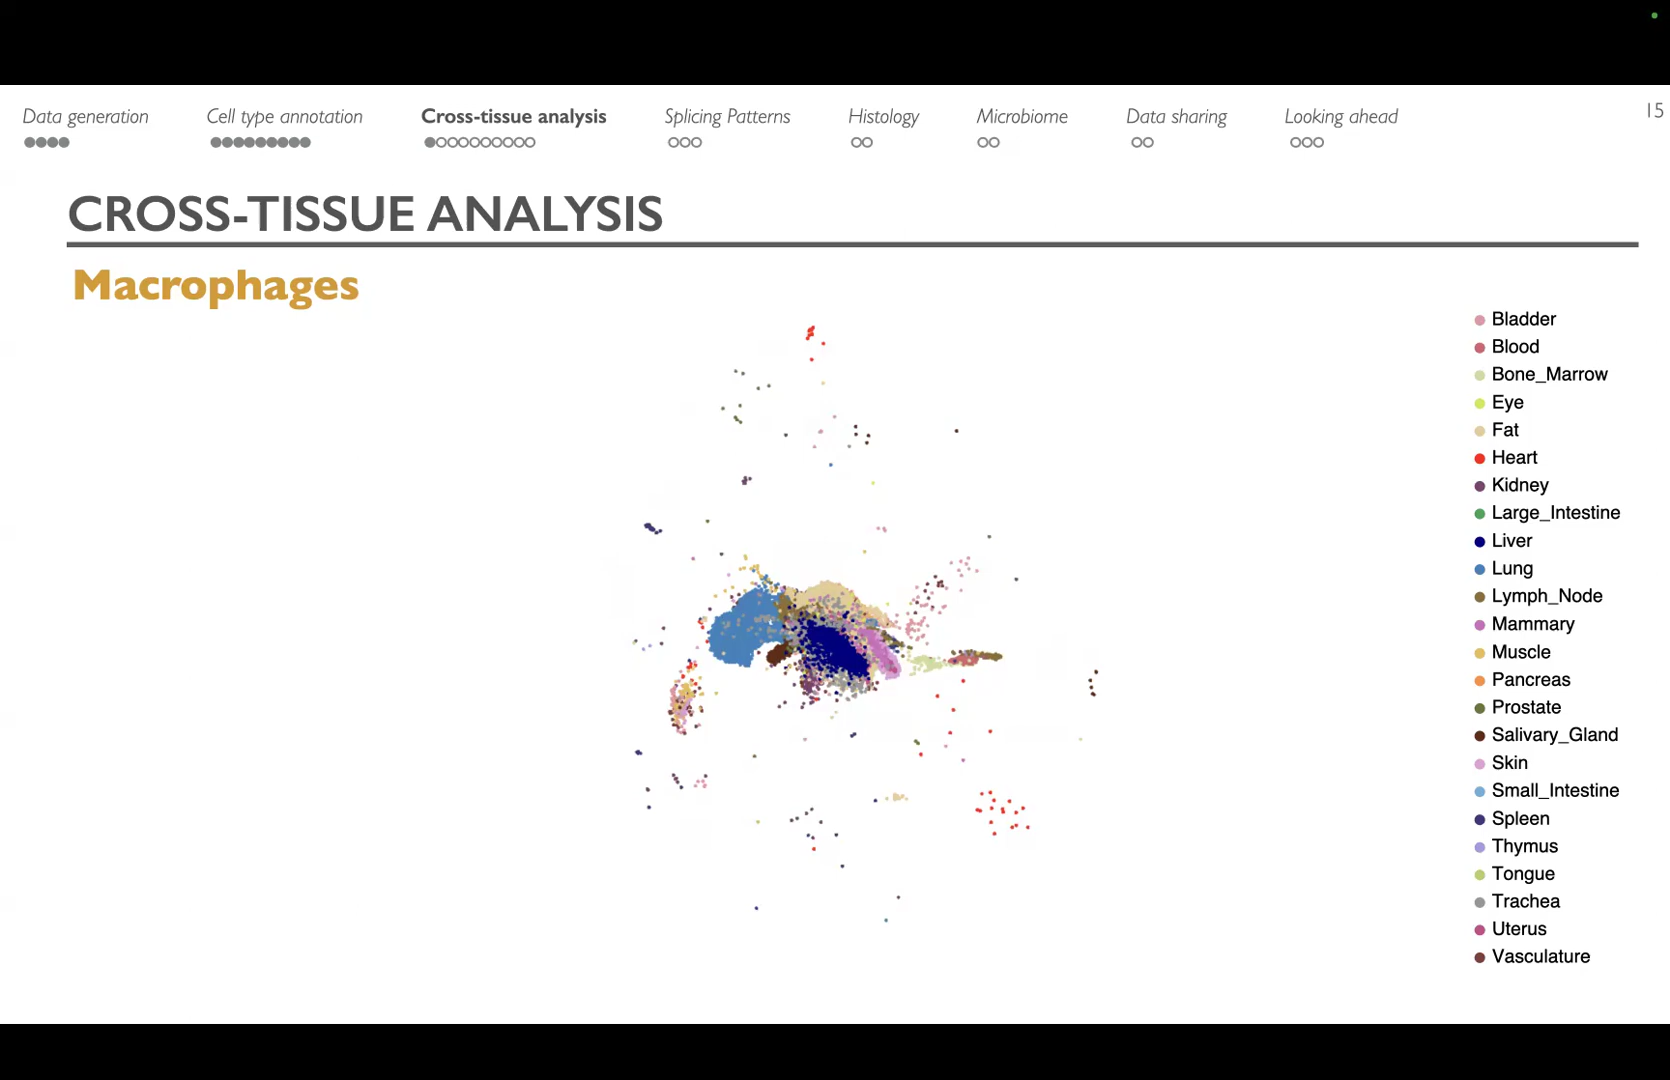 Data generation
Cell type annotation
Cross-tissue analysis
Splicing Patterns
Histology
Microbiome
Data sharing
Looking ahead
15
CROSS-TISSUE ANALYSIS
Macrophages
Bladder
Blood
Bone_Marrow
Eye
Fat
Heart
Kidney
Large_Intestine
Liver
Lung
Lymph_Node
Mammary
Muscle
Pancreas
Prostate
Salivary_Gland
Skin
Small_Intestine
Spleen
Thymus
Tongue
Trachea
Uterus
Vasculature